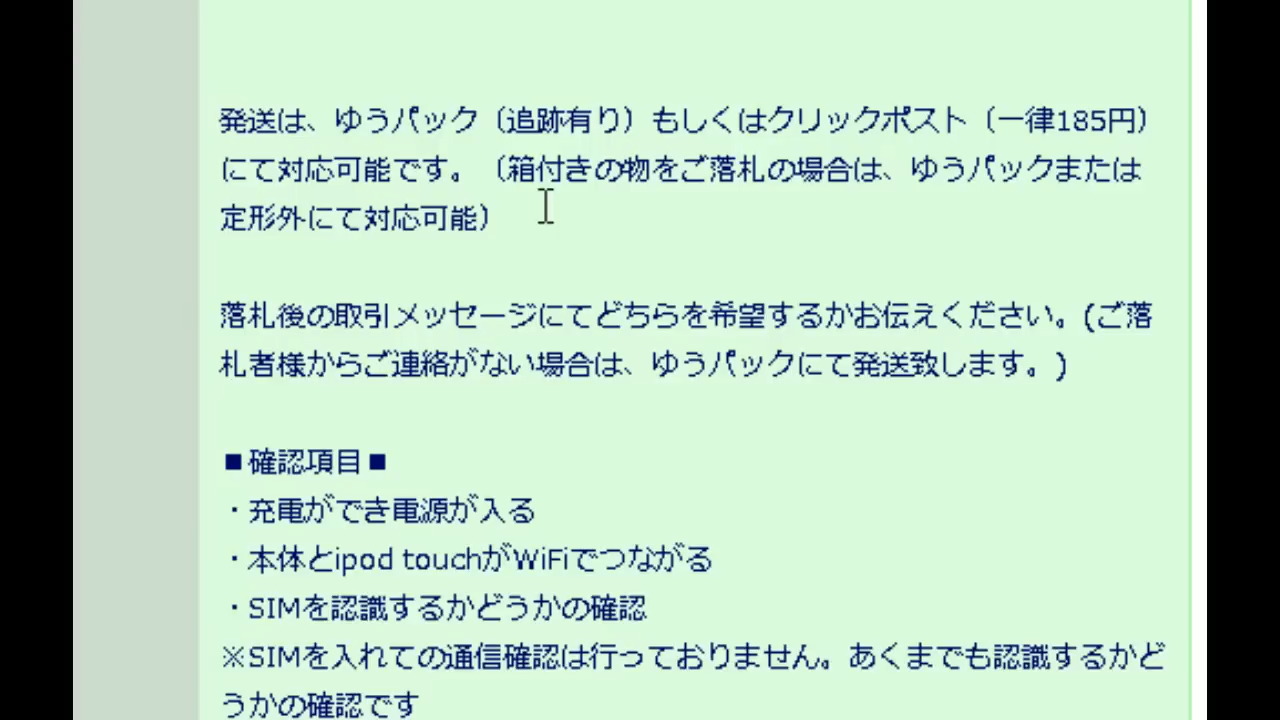 発送は、ゆうパック（追跡有り）もしくはクリックポスト（一律185円）
にて対応可能です。（箱付きの物をご落札の場合は、ゆうパックまたは
定形外にて対応可能）
落札後の取引メッセージにてどちらを希望するかお伝えください。(ご落
札者様からご連絡がない場合は、ゆうパックにて発送致します。)
■確認項目■
・充電ができ電源が入る
・本体とipod touchがWiFiでつながる
・SIMを認識するかどうかの確認
※SIMを入れての通信確認は行っておりません。あくまでも認識するかど
うかの確認です